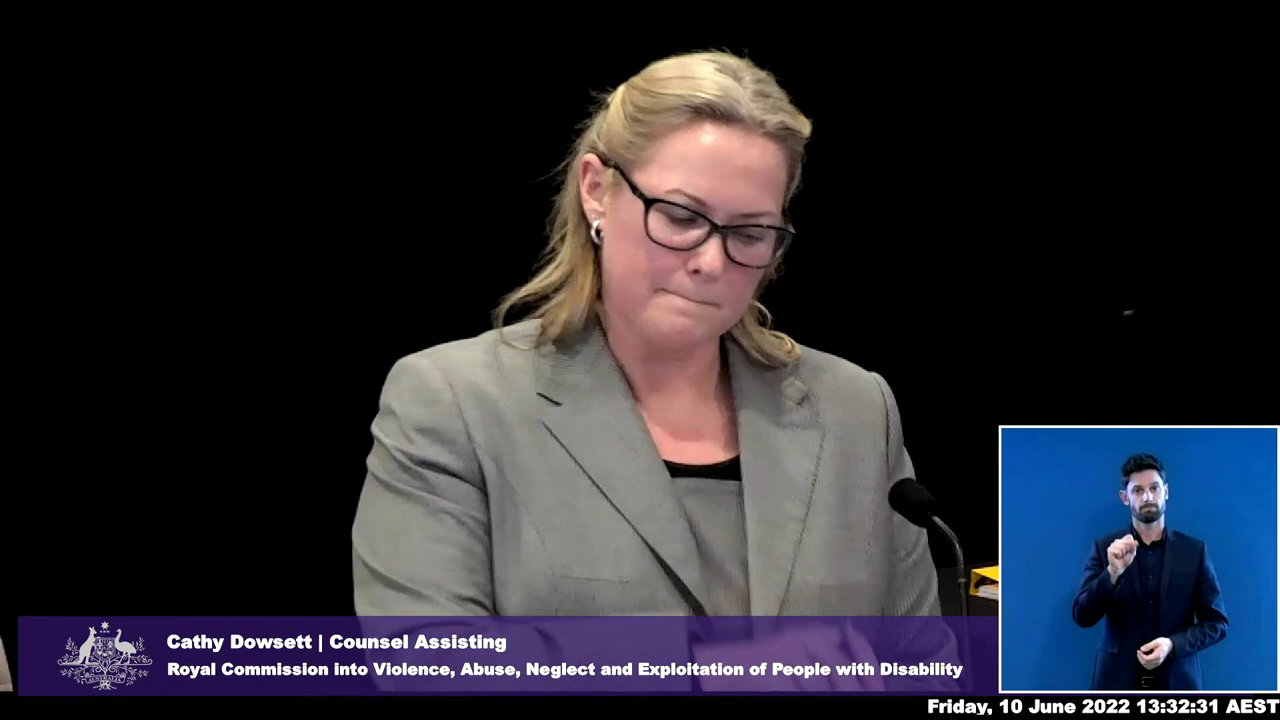 Cathy Dowsett | Counsel Assisting
Royal Commission into Violence, Abuse, Neglect and Exploitation of People with Disability
Friday, 10 June 2022 13:32:31 AEST